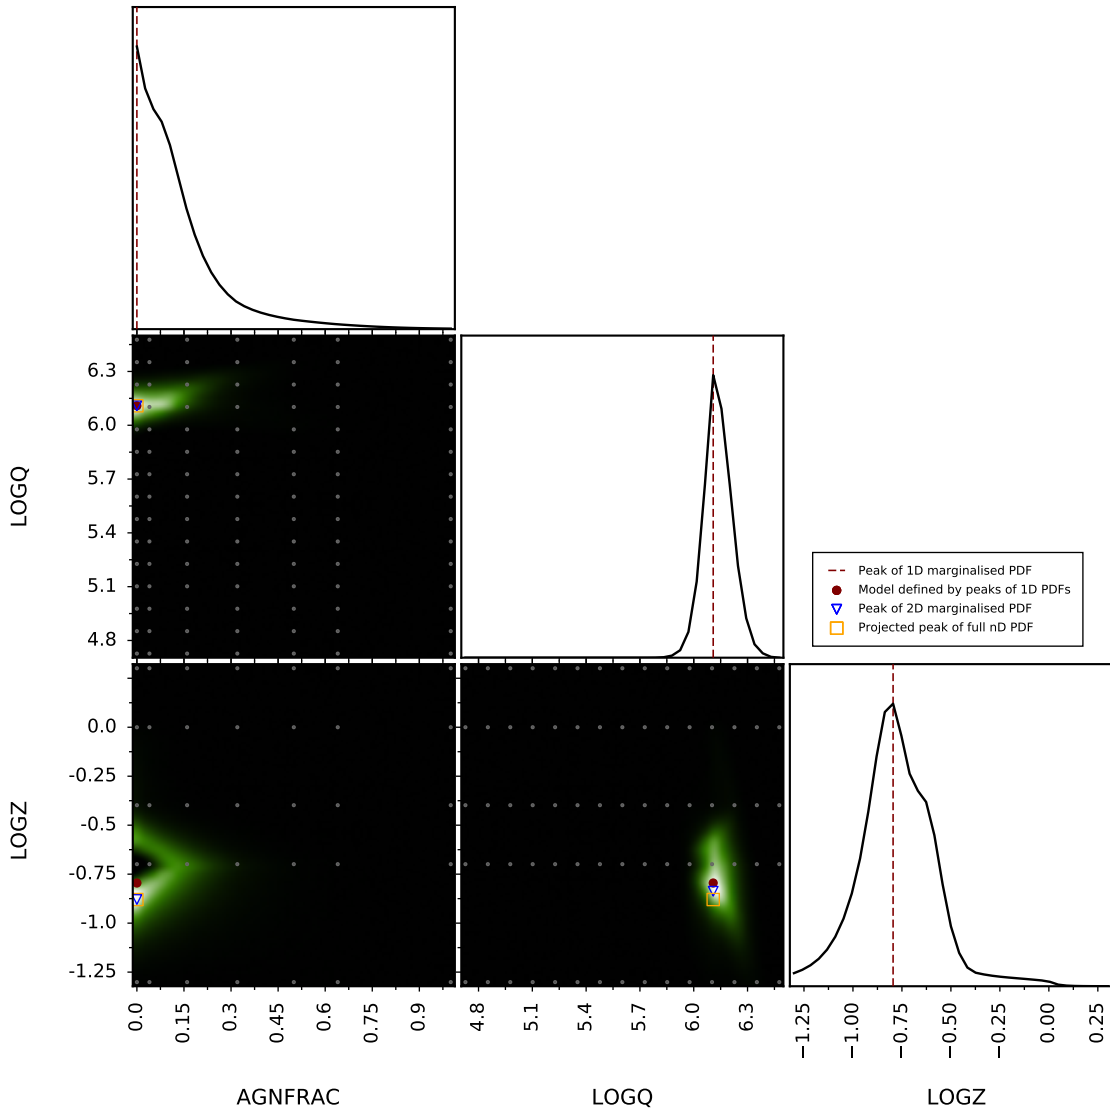 6.3
6.0
5.7
5.4
5.1
4.8
LOGQ
Peak of 1D marginalised PDF
Model defined by peaks of 1D PDFs
Peak of 2D marginalised PDF
Projected peak of full nD PDF
0.0
-0.25
-0.5
-0.75
-1.0
-1.25
LOGZ
0.0 0.15 0.3 0.45 0.6 0.75 0.9
4.8 5.1 5.4 5.7 6.0 6.3
−1.25 −1.00 −0.75 −0.50 −0.25 0.00 0.25
AGNFRAC LOGQ LOGZ